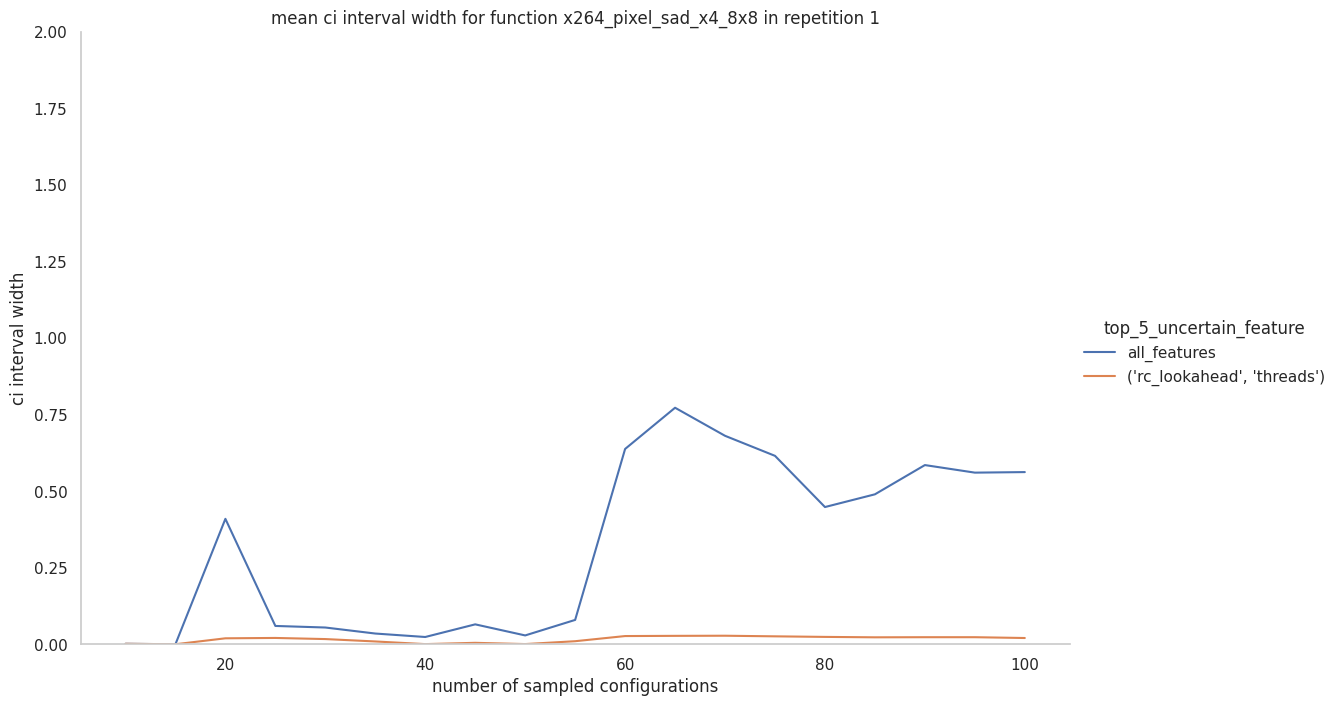 mean ci interval width for function x264_pixel_sad_x4_8x8 in repetition 1
2.00
1.75
1.50
1.25
1.00
0.75
0.50
0.25
0.00
ci interval width
20
40
60
80
100
number of sampled configurations
top_5_uncertain_feature
all_features
('rc_lookahead', 'threads')